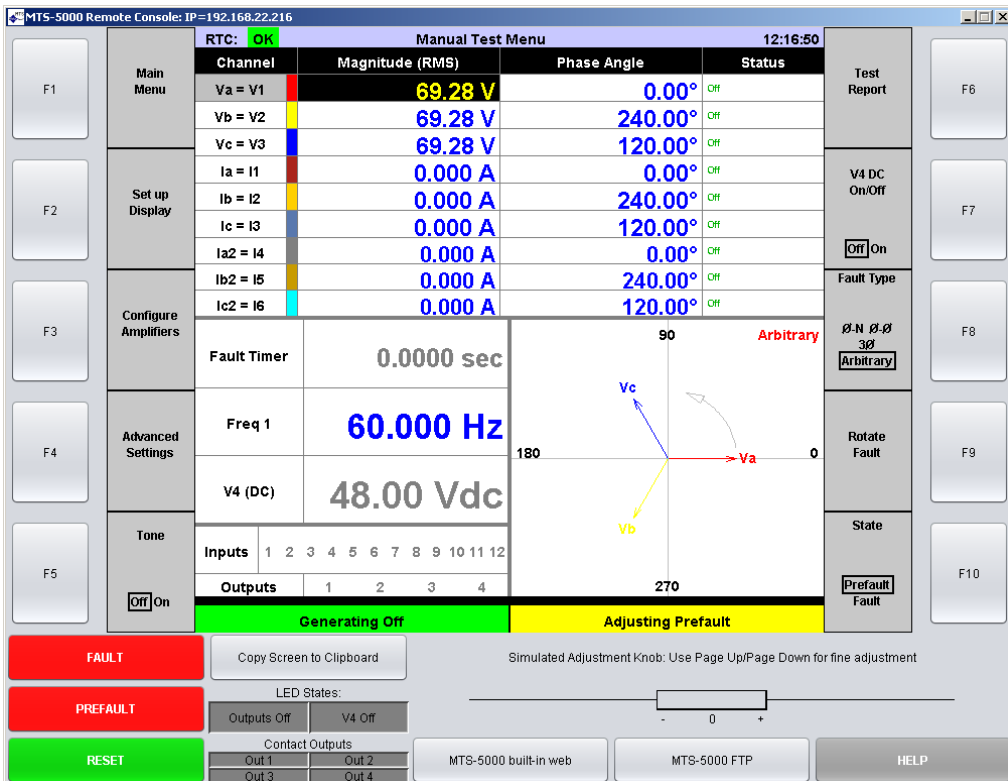 MTS-5000 Remote Console: IP=192.168.22.216
RTC: OK Manual Test Menu 12:16:50
Channel Magnitude (RMS) Phase Angle Status
Va = V1 69.28 V 0.00° Off
Vb = V2 69.28 V 240.00° Off
Vc = V3 69.28 V 120.00° Off
Ia = I1 0.000 A 0.00° Off
Ib = I2 0.000 A 240.00° Off
Ic = I3 0.000 A 120.00° Off
Ia2 = I4 0.000 A 0.00° Off
Ib2 = I5 0.000 A 240.00° Off
Ic2 = I6 0.000 A 120.00° Off
F1
Main
Menu
F2
Set up
Display
F3
Configure
Amplifiers
F4
Advanced
Settings
F5
Tone
Off On
Fault Timer 0.0000 sec
Freq 1 60.000 Hz
V4 (DC) 48.00 Vdc
Inputs 1 2 3 4 5 6 7 8 9 10 11 12
Outputs 1 2 3 4
Generating Off
90
Arbitrary
Vc
180
Va
0
Vb
270
Adjusting Prefault
Test
Report
F6
V4 DC
On/Off
Off On
F7
Fault Type
Ø-N Ø-Ø
3Ø
Arbitrary
F8
Rotate
Fault
F9
State
Prefault
Fault
F10
FAULT
PREFAULT
RESET
Copy Screen to Clipboard
LED States:
Outputs Off V4 Off
Contact Outputs
Out 1 Out 2
Out 3 Out 4
Simulated Adjustment Knob: Use Page Up/Page Down for fine adjustment
- 0 +
MTS-5000 built-in web
MTS-5000 FTP
HELP